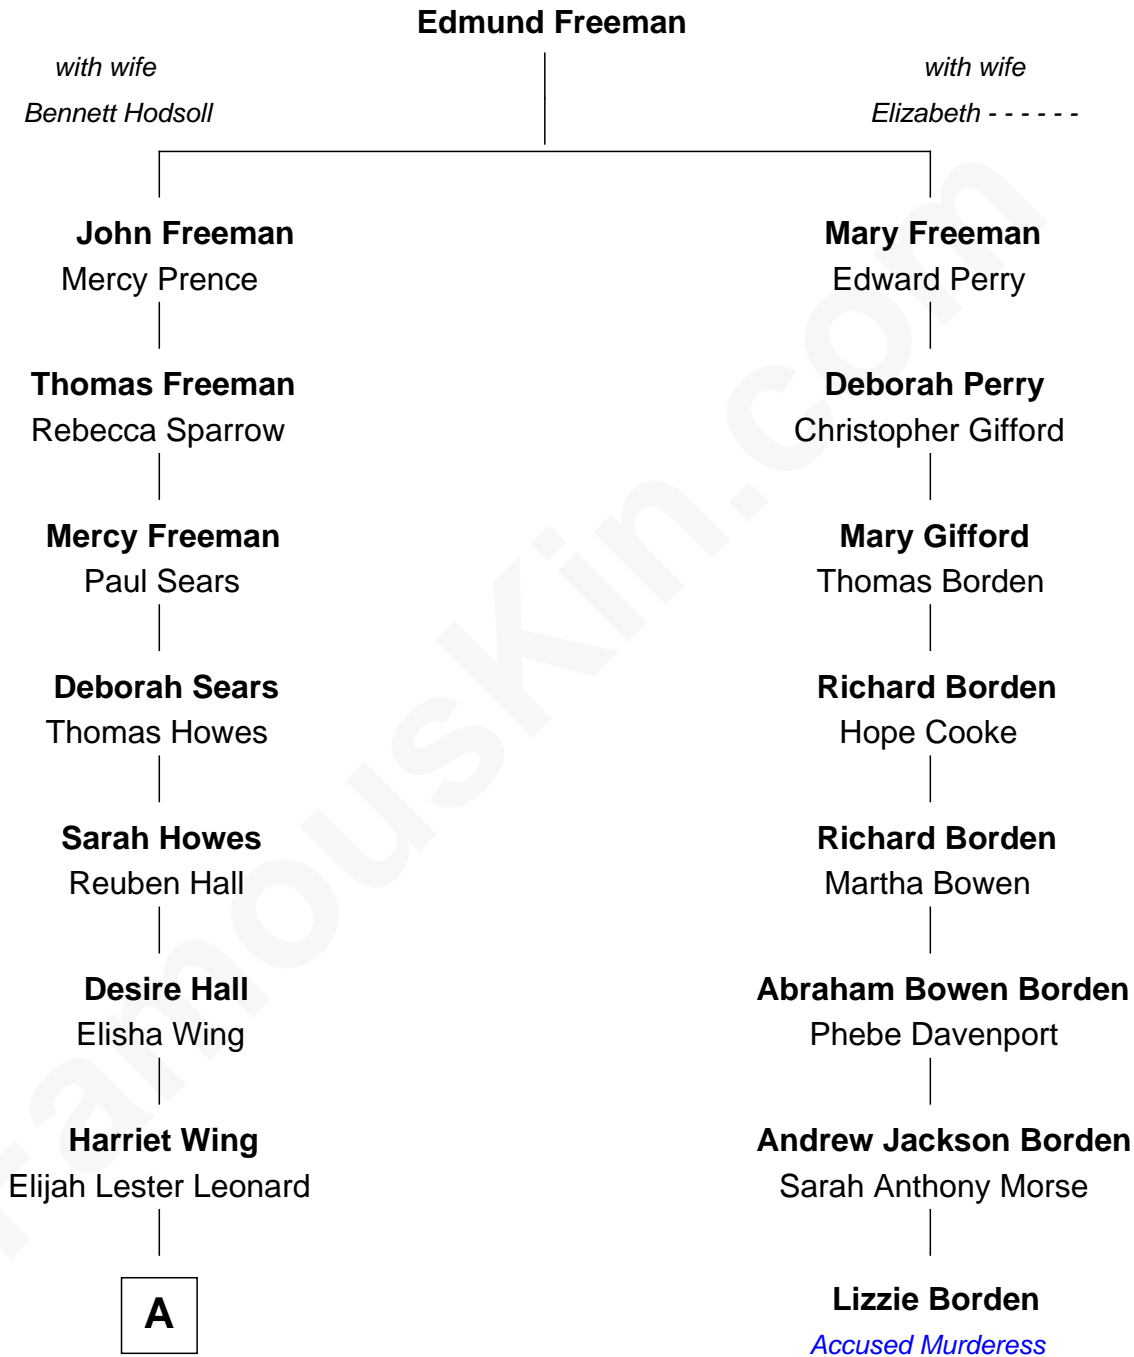 Edmund Freeman
with wife
Bennett Hodsoll
with wife
Elizabeth - - - - - -
John Freeman
Mercy Prence
Mary Freeman
Edward Perry
Thomas Freeman
Rebecca Sparrow
Deborah Perry
Christopher Gifford
Mercy Freeman
Paul Sears
Mary Gifford
Thomas Borden
Deborah Sears
Thomas Howes
Richard Borden
Hope Cooke
Sarah Howes
Reuben Hall
Richard Borden
Martha Bowen
Desire Hall
Elisha Wing
Abraham Bowen Borden
Phebe Davenport
Harriet Wing
Elijah Lester Leonard
Andrew Jackson Borden
Sarah Anthony Morse
A
Lizzie Borden
Accused Murderess
FamousKin.com